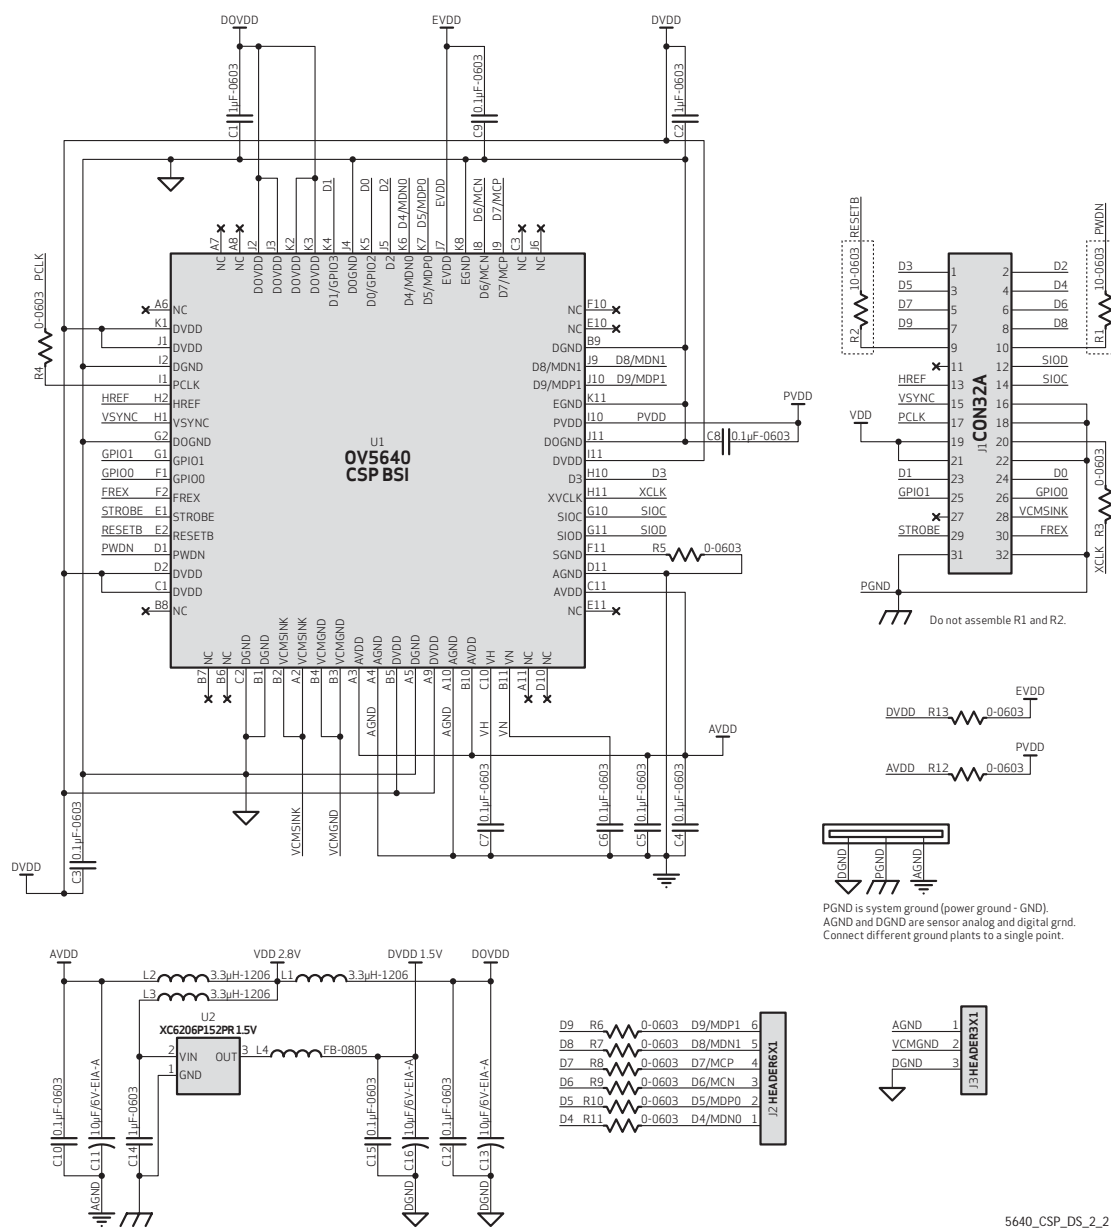 DOVDD
EVDD
DVDD
C1 1μF-0603
C9 0.1μF-0603
C2 1μF-0603
D1
D0
D2
D4/MDN0
D5/MDP0
EVDD
D6/MCN
D7/MCP
A7 NC
A8 NC
J2 DOVDD
J3 DOVDD
K2 DOVDD
K3 DOVDD
K4 D1/GPIO3
J4 DOGND
K5 D0/GPIO2
J5 D2
K6 D4/MDN0
K7 D5/MDP0
J7 EVDD
K8 EGND
I8 D6/MCN
I9 D7/MCP
C3 NC
J6 NC
PCLK
R4 0-0603
A6 NC
K1 DVDD
J1 DVDD
I2 DGND
I1 PCLK
HREF H2 HREF
VSYNC H1 VSYNC
G2 DOGND
GPIO1 G1 GPIO1
GPIO0 F1 GPIO0
FREX F2 FREX
STROBE E1 STROBE
RESETB E2 RESETB
PWDN D1 PWDN
D2 DVDD
C1 DVDD
B8 NC
U1
OV5640
CSP BSI
NC F10
NC E10
DGND B9
D8/MDN1 J9 D8/MDN1
D9/MDP1 J10 D9/MDP1
EGND K11
PVDD I10 PVDD
DOGND J11
DVDD I11
D3 H10 D3
XVCLK H11 XCLK
SIOC G10 SIOC
SIOD G11 SIOD
SGND F11 R5 0-0603
AGND D11
AVDD C11
NC E11
PVDD
C8 0.1μF-0603
B7 NC
B6 NC
C2 DGND
B1 DGND
B2 VCMSINK
A2 VCMSINK
B4 VCMGND
B3 VCMGND
A3 AVDD
A4 AGND
B5 DVDD
A5 DGND
A9 DVDD
A10 AGND
B10 AVDD
C10 VH
B11 VN
A11 NC
D10 NC
AGND
AGND
VH
VN
AVDD
VCMSINK
VCMGND
C3 0.1μF-0603
DVDD
C7 0.1μF-0603
C6 0.1μF-0603
C5 0.1μF-0603
C4 0.1μF-0603
RESETB
PWDN
R2 10-0603
R1 10-0603
J1 CON32A
D3 1 2 D2
D5 3 4 D4
D7 5 6 D6
D9 7 8 D8
9 10
11 12 SIOD
HREF 13 14 SIOC
VSYNC 15 16
PCLK 17 18
VDD
19 20
21 22
D1 23 24 D0
GPIO1 25 26 GPIO0
27 28 VCMSINK
STROBE 29 30 FREX
31 32
R3 0-0603
XCLK
PGND
Do not assemble R1 and R2.
EVDD
DVDD R13 0-0603
PVDD
AVDD R12 0-0603
DGND
PGND
AGND
PGND is system ground (power ground - GND).
AGND and DGND are sensor analog and digital grnd.
Connect different ground plants to a single point.
AVDD
VDD 2.8V
DVDD 1.5V
DOVDD
L2 3.3μH-1206
L1 3.3μH-1206
L3 3.3μH-1206
U2
XC6206P152PR 1.5V
2 VIN OUT 3
1 GND
L4 FB-0805
C10 0.1μF-0603
C11 10μF/6V-EIA-A
C14 1μF-0603
C15 0.1μF-0603
C16 10μF/6V-EIA-A
C12 0.1μF-0603
C13 10μF/6V-EIA-A
AGND
DGND
DGND
D9 R6 0-0603 D9/MDP1 6
D8 R7 0-0603 D8/MDN1 5
D7 R8 0-0603 D7/MCP 4
D6 R9 0-0603 D6/MCN 3
D5 R10 0-0603 D5/MDP0 2
D4 R11 0-0603 D4/MDN0 1
J2 HEADER6X1
AGND 1
VCMGND 2
DGND 3
J3 HEADER3X1
5640_CSP_DS_2_2